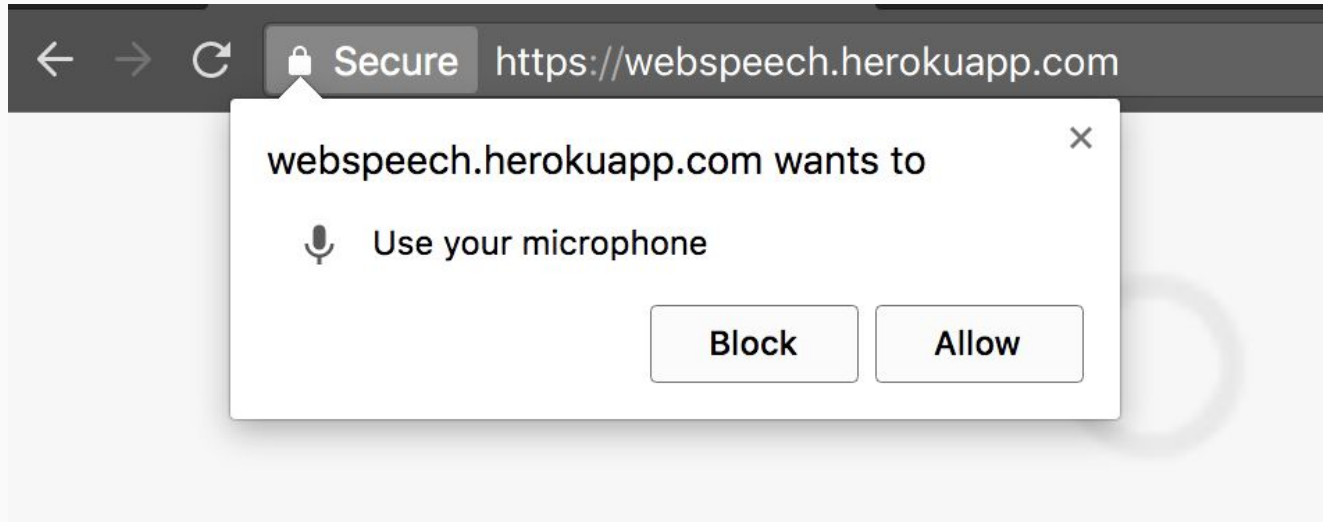 Secure https://webspeech.herokuapp.com
webspeech.herokuapp.com wants to
Use your microphone
Block Allow